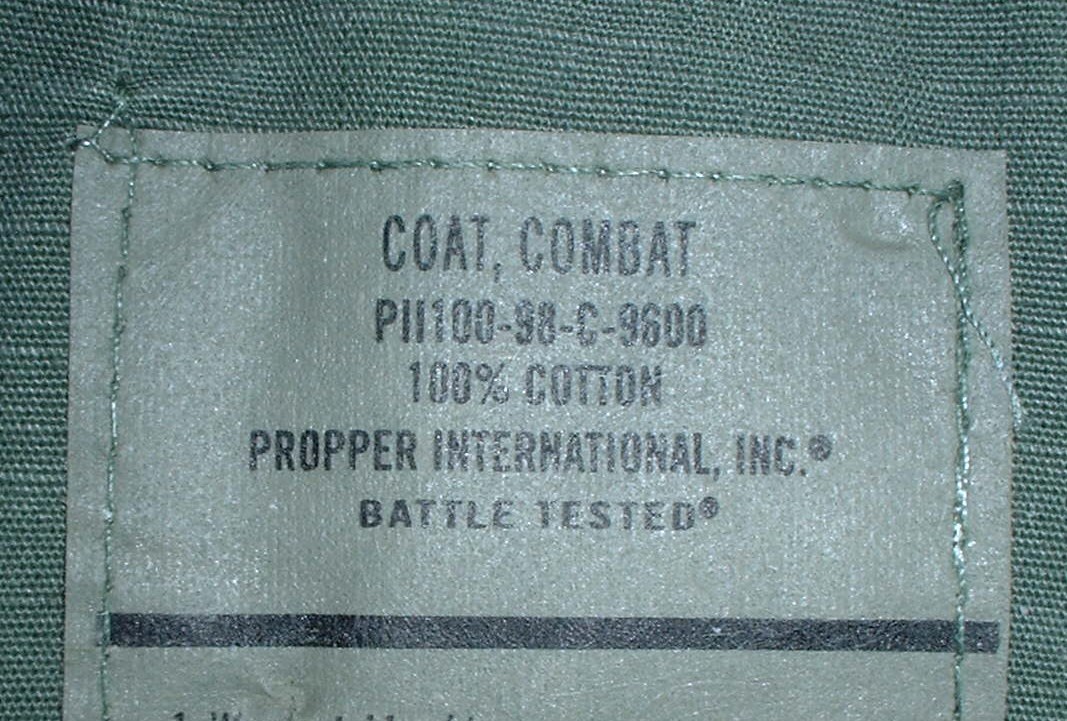 COAT, COMBAT
PII100-98-C-9600
100% COTTON
PROPPER INTERNATIONAL, INC.®
BATTLE TESTED®